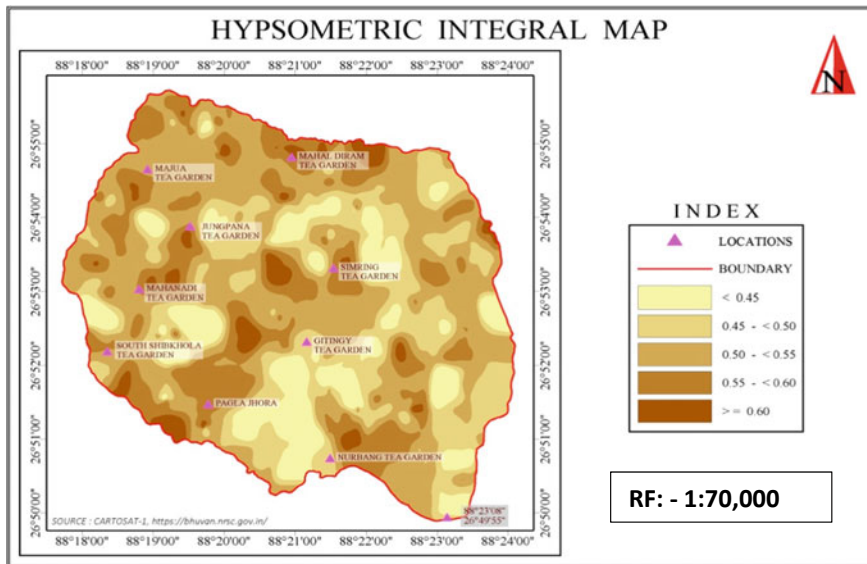 HYPSOMETRIC INTEGRAL MAP
88°18'00" 88°19'00" 88°20'00" 88°21'00" 88°22'00" 88°23'00" 88°24'00"
N
26°55'00"
26°54'00"
26°53'00"
26°52'00"
26°51'00"
26°50'00"
26°55'00"
26°54'00"
26°53'00"
26°52'00"
26°51'00"
26°50'00"
MAHAL DIRAM
TEA GARDEN
MAJUA
TEA GARDEN
JUNGPANA
TEA GARDEN
SIMRING
TEA GARDEN
MAHANADI
TEA GARDEN
GITINGY
TEA GARDEN
SOUTH SHIBKHOLA
TEA GARDEN
PAGLA JHORA
NURBANG TEA GARDEN
88°23'08"
26°49'55"
SOURCE : CARTOSAT-1, https://bhuvan.nrsc.gov.in/
88°18'00" 88°19'00" 88°20'00" 88°21'00" 88°22'00" 88°23'00" 88°24'00"
INDEX
LOCATIONS
BOUNDARY
< 0.45
0.45 - < 0.50
0.50 - < 0.55
0.55 - < 0.60
>= 0.60
RF: - 1:70,000